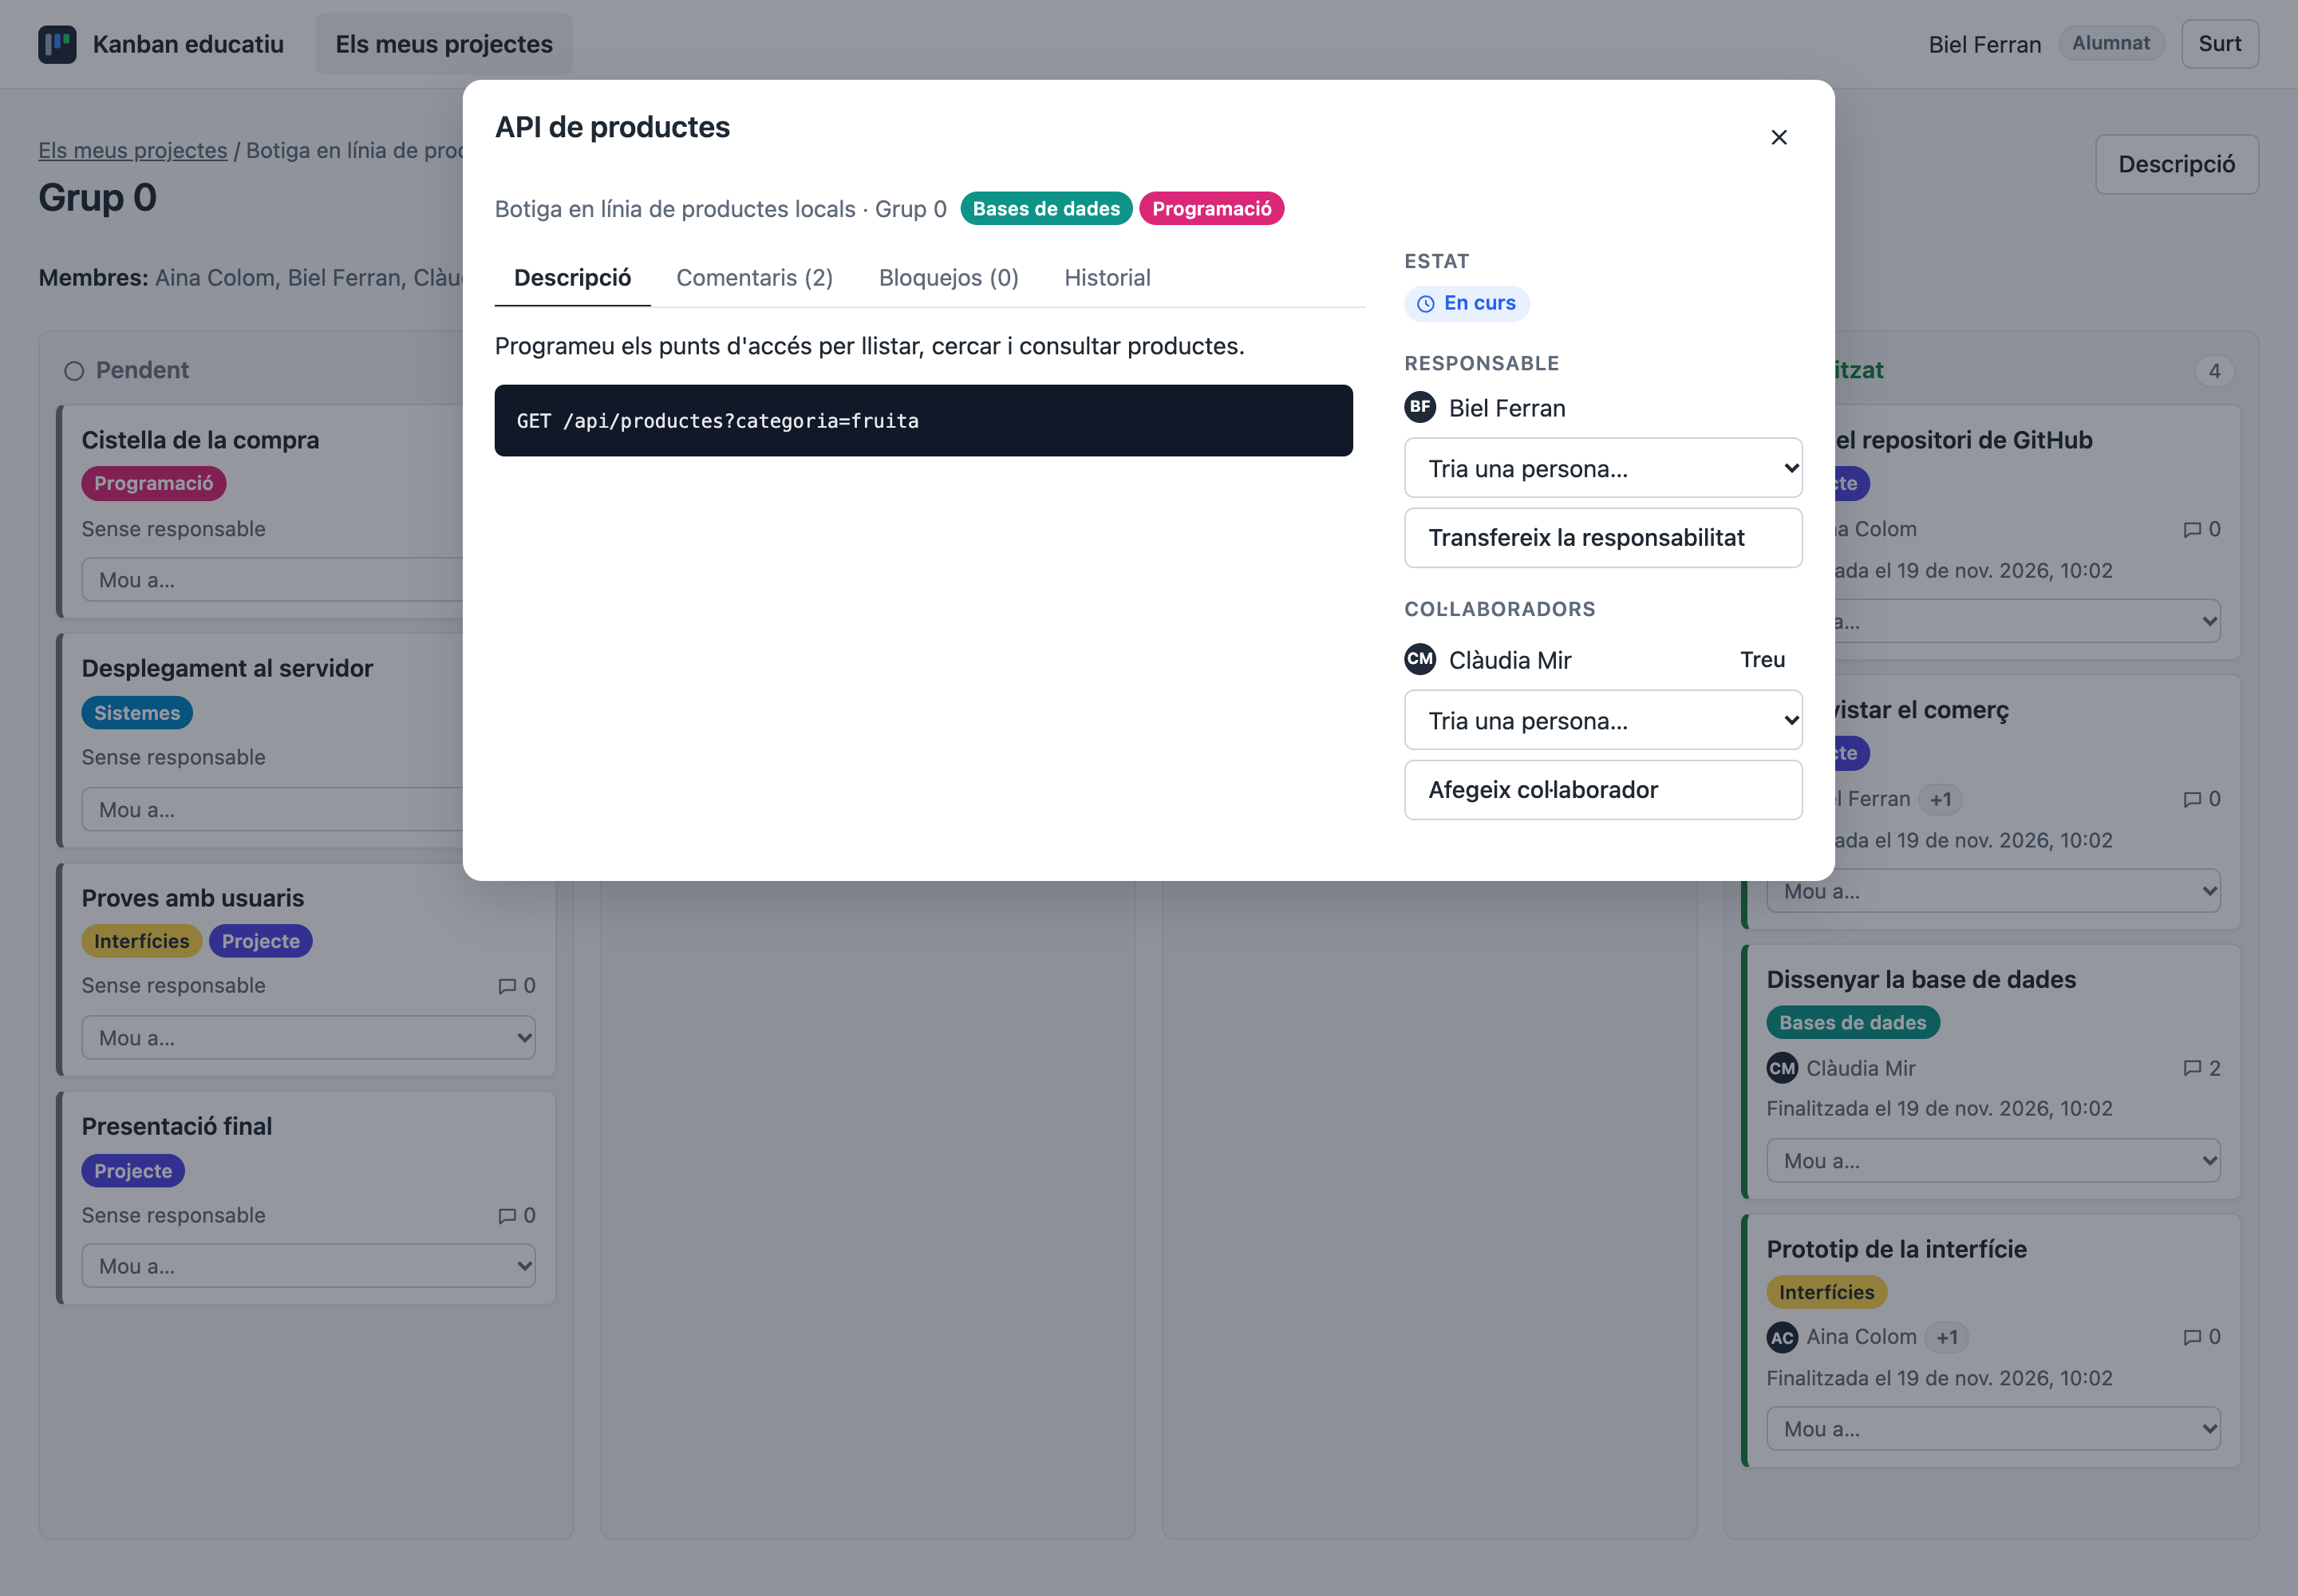 Kanban educatiu
Els meus projectes
Biel Ferran
Alumnat
Surt
Els meus projectes / Botiga en línia de
Grup 0
Descripció
Membres: Aina Colom, Biel Ferran,
API de productes
Botiga en línia de productes locals · Grup 0
Bases de dades
Programació
Descripció
Comentaris (2)
Bloquejos (0)
Historial
Programeu els punts d'accés per llistar, cercar i consultar productes.
GET /api/productes?categoria=fruita
ESTAT
En curs
RESPONSABLE
BF Biel Ferran
Tria una persona...
Transfereix la responsabilitat
COL·LABORADORS
CM Clàudia Mir
Treu
Tria una persona...
Afegeix col·laborador
Pendent
Cistella de la compra
Programació
Sense responsable
Mou a...
Desplegament al servidor
Sistemes
Sense responsable
Mou a...
Proves amb usuaris
Interfícies
Projecte
Sense responsable
0
Mou a...
Presentació final
Projecte
Sense responsable
0
Mou a...
4
el repositori de GitHub
Colom
0
el 19 de nov. 2026, 10:02
el comerç
Ferran
+1
0
el 19 de nov. 2026, 10:02
Mou a...
Dissenyar la base de dades
Bases de dades
CM Clàudia Mir
2
Finalitzada el 19 de nov. 2026, 10:02
Mou a...
Prototip de la interfície
Interfícies
AC Aina Colom
+1
0
Finalitzada el 19 de nov. 2026, 10:02
Mou a...